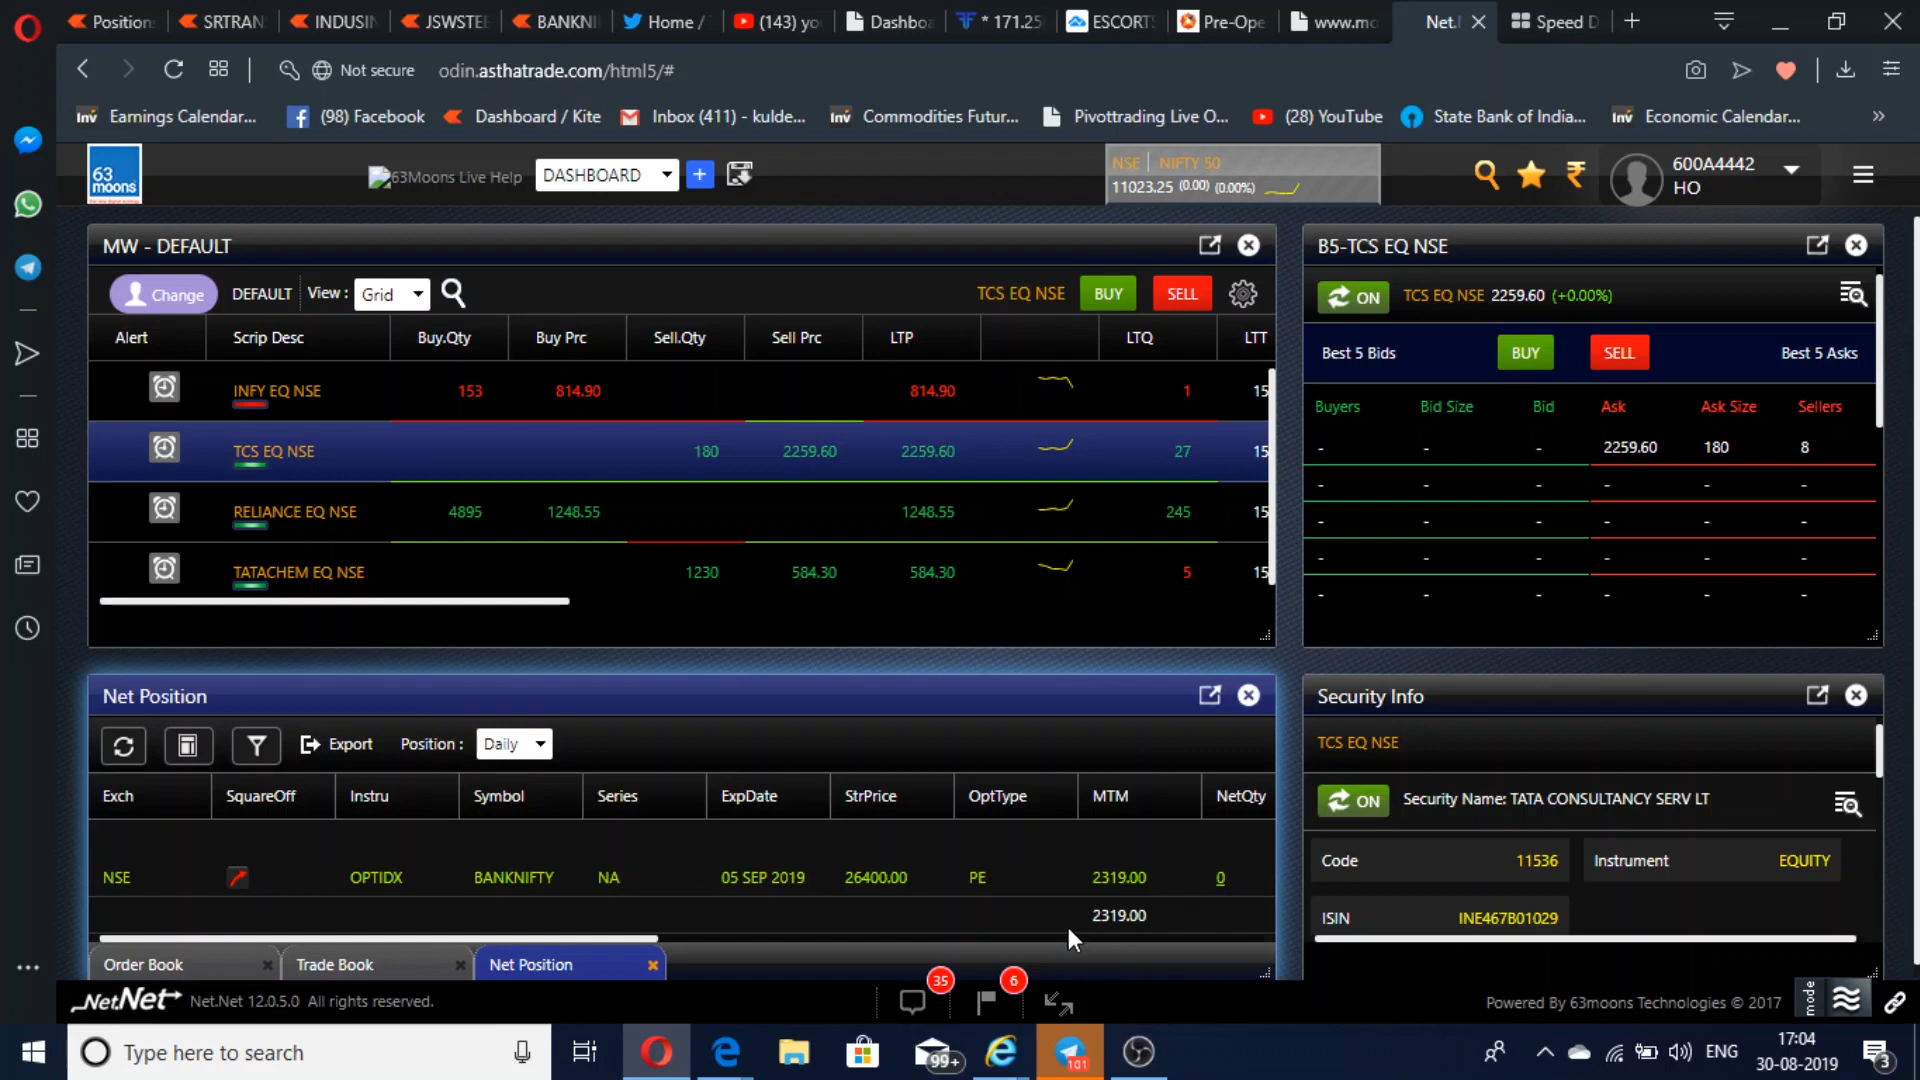 Positions
SRTRAN
INDUSIN
JSWSTEE
BANKNI
Home /
(143) yo
Dashboa
* 171.25
ESCORTS
Pre-Ope
www.mo
Net.
Speed D
Not secure
odin.asthatrade.com/html5/#
Earnings Calendar...
(98) Facebook
Dashboard / Kite
Inbox (411) - kulde...
Commodities Futur...
Pivottrading Live O...
(28) YouTube
State Bank of India...
Economic Calendar...
63 moons
63Moons Live Help
DASHBOARD
NSE NIFTY 50
11023.25 (0.00) (0.00%)
600A4442
HO
MW - DEFAULT
Change DEFAULT View : Grid TCS EQ NSE BUY SELL
Alert Scrip Desc Buy.Qty Buy Prc Sell.Qty Sell Prc LTP LTQ LTT
INFY EQ NSE 153 814.90 814.90 1 15
TCS EQ NSE 180 2259.60 2259.60 27 15
RELIANCE EQ NSE 4895 1248.55 1248.55 245 15
TATACHEM EQ NSE 1230 584.30 584.30 5 15
B5-TCS EQ NSE
ON TCS EQ NSE 2259.60 (+0.00%)
Best 5 Bids BUY SELL Best 5 Asks
Buyers Bid Size Bid Ask Ask Size Sellers
- - - 2259.60 180 8
- - - - - -
- - - - - -
- - - - - -
- - - - - -
Net Position
Export Position : Daily
Exch SquareOff Instru Symbol Series ExpDate StrPrice OptType MTM NetQty
NSE OPTIDX BANKNIFTY NA 05 SEP 2019 26400.00 PE 2319.00 0
2319.00
Order Book
Trade Book
Net Position
Security Info
TCS EQ NSE
ON Security Name: TATA CONSULTANCY SERV LT
Code 11536 Instrument EQUITY
ISIN INE467B01029
Net.Net Net.Net 12.0.5.0 All rights reserved.
35
6
Powered By 63moons Technologies © 2017
mode
Type here to search
99+
101
ENG
17:04
30-08-2019
3